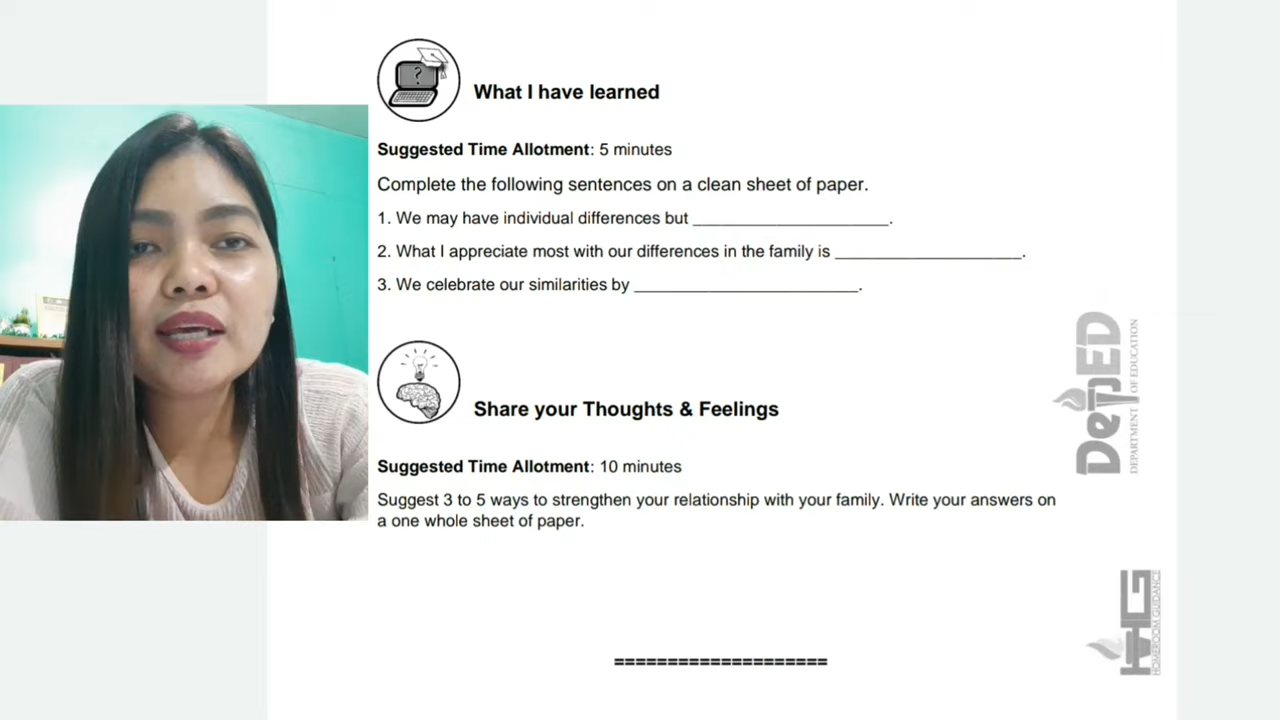 What I have learned
Suggested Time Allotment: 5 minutes
Complete the following sentences on a clean sheet of paper.
1. We may have individual differences but _____________________.
2. What I appreciate most with our differences in the family is ____________________.
3. We celebrate our similarities by ________________________.
Share your Thoughts & Feelings
Suggested Time Allotment: 10 minutes
Suggest 3 to 5 ways to strengthen your relationship with your family. Write your answers on
a one whole sheet of paper.
====================
DepED
DEPARTMENT OF EDUCATION
HG
HOMEROOM GUIDANCE